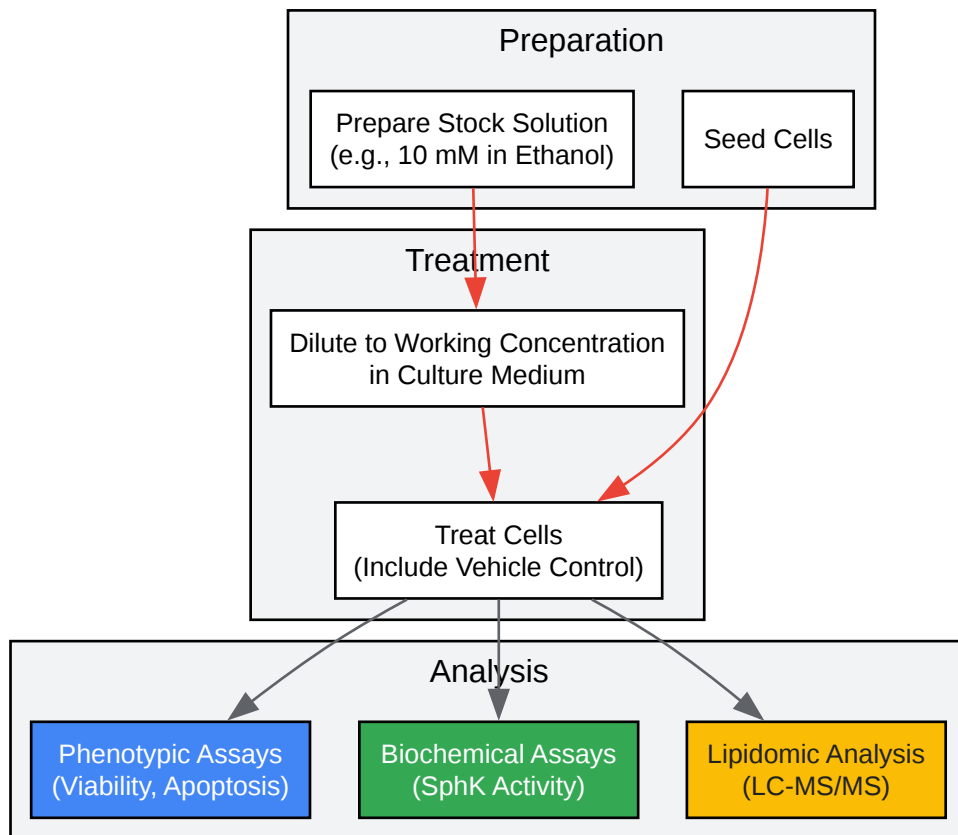 Preparation
Prepare Stock Solution
(e.g., 10 mM in Ethanol)
Seed Cells
Treatment
Dilute to Working Concentration
in Culture Medium
Treat Cells
(Include Vehicle Control)
Analysis
Phenotypic Assays
(Viability, Apoptosis)
Biochemical Assays
(SphK Activity)
Lipidomic Analysis
(LC-MS/MS)